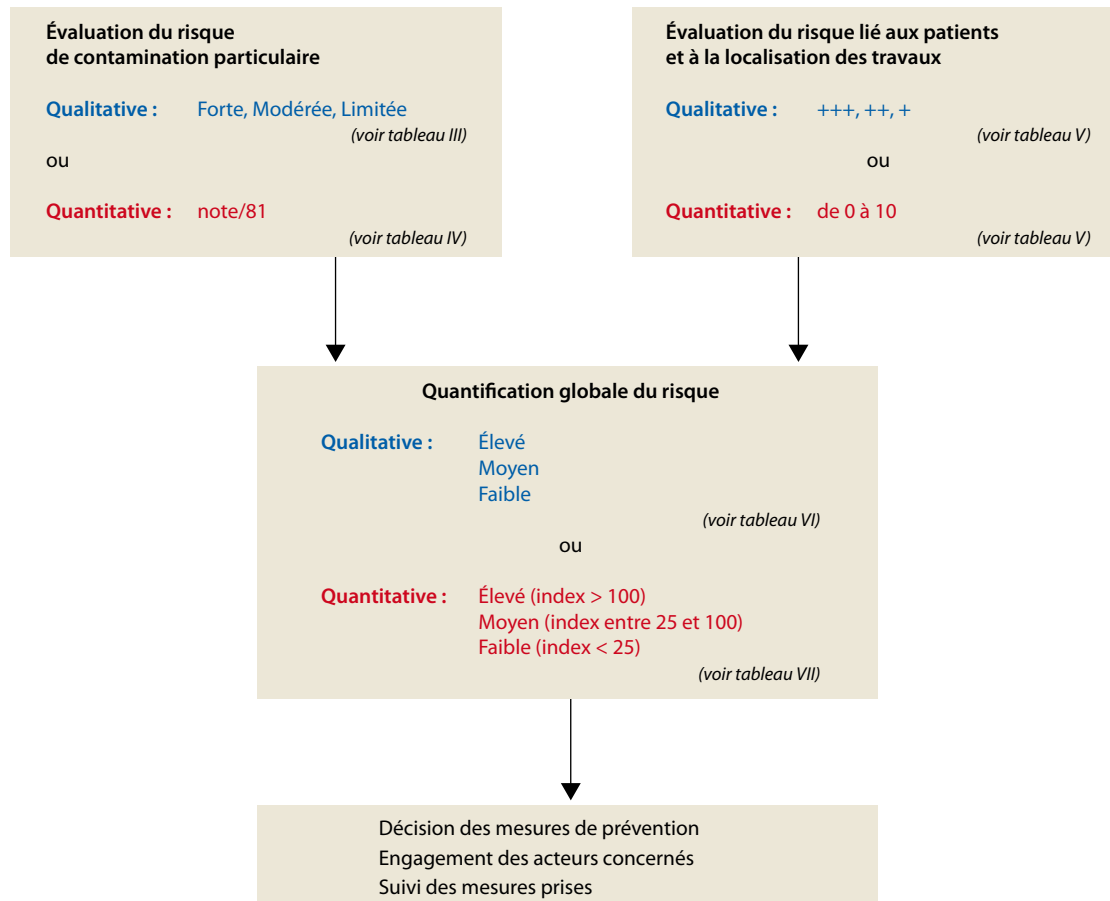 Évaluation du risque
de contamination particulaire
Qualitative : Forte, Modérée, Limitée
(voir tableau III)
ou
Quantitative : note/81
(voir tableau IV)
Évaluation du risque lié aux patients
et à la localisation des travaux
Qualitative : +++, ++, +
(voir tableau V)
ou
Quantitative : de 0 à 10
(voir tableau V)
Quantification globale du risque
Qualitative : Élevé
Moyen
Faible
(voir tableau VI)
ou
Quantitative : Élevé (index > 100)
Moyen (index entre 25 et 100)
Faible (index < 25)
(voir tableau VII)
Décision des mesures de prévention
Engagement des acteurs concernés
Suivi des mesures prises